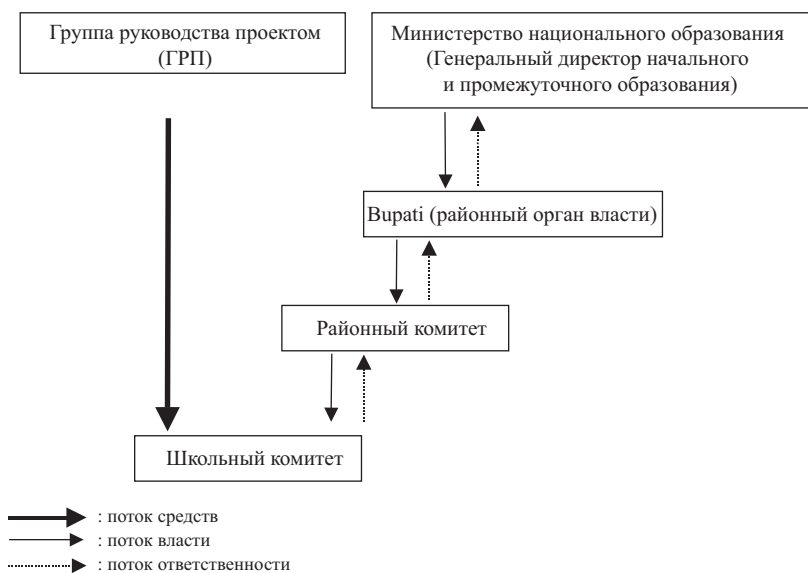 Группа руководства проектом
(ГРП)
Министерство национального образования
(Генеральный директор начального
и промежуточного образования)
Bupati (районный орган власти)
Районный комитет
Школьный комитет
: поток средств
: поток власти
: поток ответственности